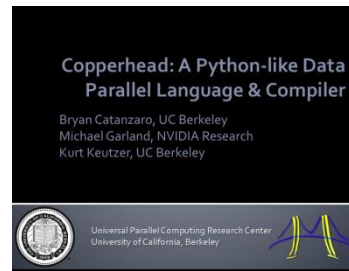 Copperhead: A Python-like Data
Parallel Language & Compiler
Bryan Catanzaro, UC Berkeley
Michael Garland, NVIDIA Research
Kurt Keutzer, UC Berkeley
Universal Parallel Computing Research Center
University of California, Berkeley